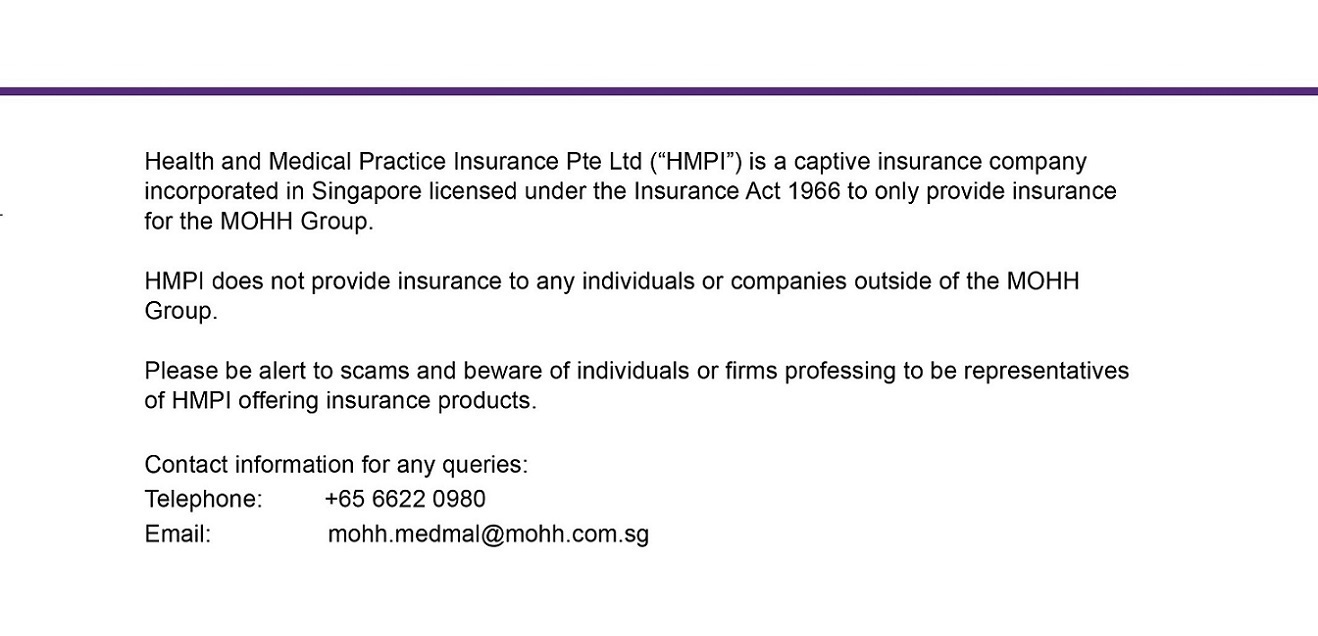 Health and Medical Practice Insurance Pte Ltd (“HMPI”) is a captive insurance company
incorporated in Singapore licensed under the Insurance Act 1966 to only provide insurance
for the MOHH Group.
HMPI does not provide insurance to any individuals or companies outside of the MOHH
Group.
Please be alert to scams and beware of individuals or firms professing to be representatives
of HMPI offering insurance products.
Contact information for any queries:
Telephone: +65 6622 0980
Email: mohh.medmal@mohh.com.sg